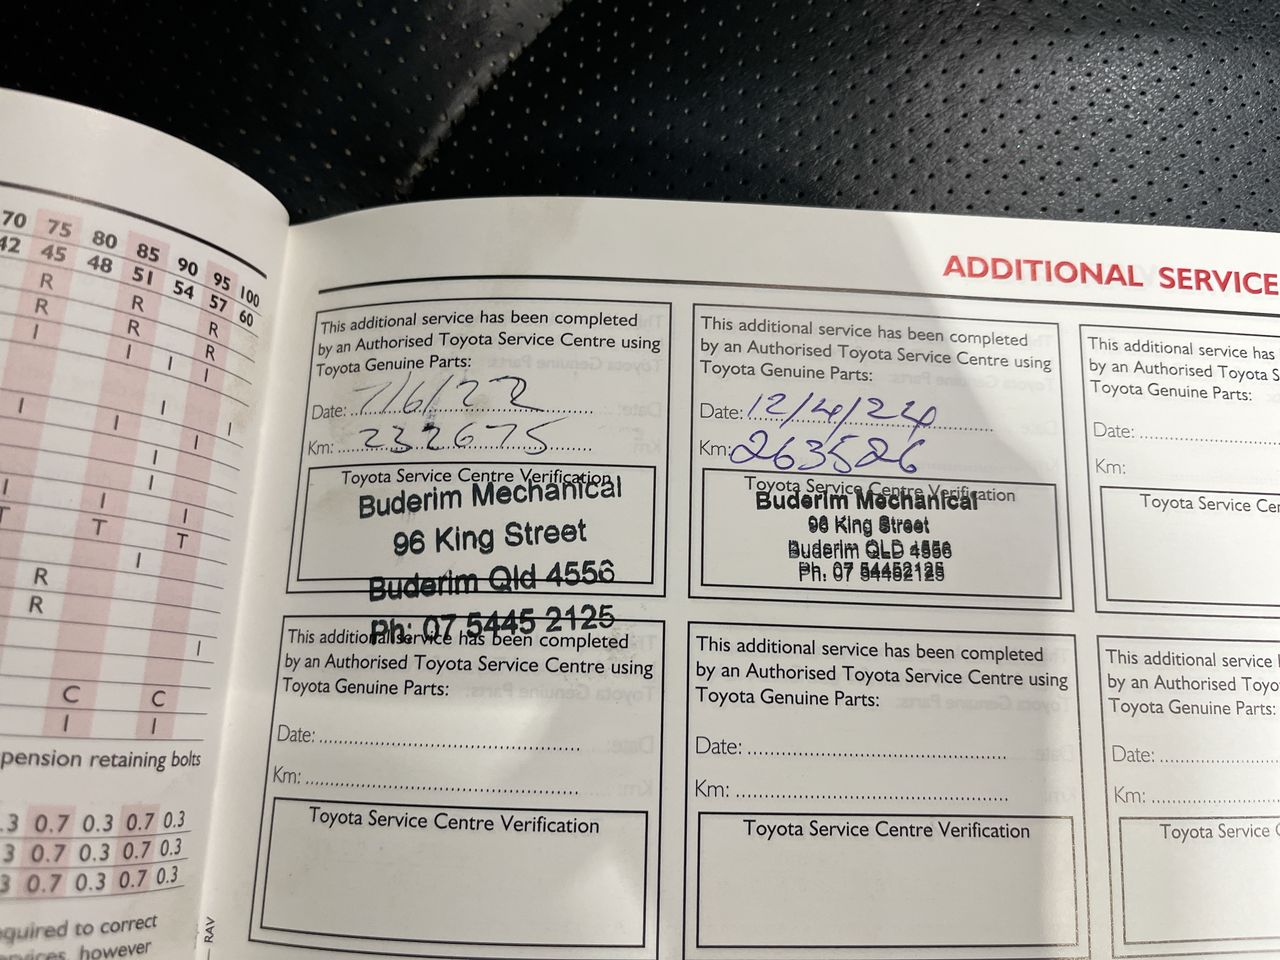 70 75 80 85 90 95 100
42 45 48 51 54 57 60
R
R R R
I R R
I I I
I I I
I I
I
I
I I I
T T T
I
R
R
I
C C
I I
pension retaining bolts
.3 0.7 0.3 0.7 0.3
3 0.7 0.3 0.7 0.3
3 0.7 0.3 0.7 0.3
quired to correct
rvices, however
RAV
ADDITIONAL SERVICE
This additional service has been completed
by an Authorised Toyota Service Centre using
Toyota Genuine Parts:
Date: 7/6/22
Km: 232675
Toyota Service Centre Verification
Buderim Mechanical
96 King Street
Buderim Qld 4556
Ph: 07 5445 2125
This additional service has been completed
by an Authorised Toyota Service Centre using
Toyota Genuine Parts:
Date: 12/4/24
Km: 263526
Toyota Service Centre Verification
Buderim Mechanical
96 King Street
Buderim QLD 4556
Ph: 07 54452125
This additional service has
by an Authorised Toyota S
Toyota Genuine Parts:
Date:
Km:
Toyota Service Cer
This additional service has been completed
by an Authorised Toyota Service Centre using
Toyota Genuine Parts:
Date:
Km:
Toyota Service Centre Verification
This additional service has been completed
by an Authorised Toyota Service Centre using
Toyota Genuine Parts:
Date:
Km:
Toyota Service Centre Verification
This additional service
by an Authorised Toyo
Toyota Genuine Parts:
Date:
Km:
Toyota Service